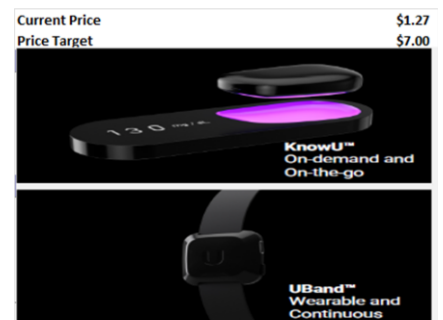 Current Price $1.27
Price Target $7.00
130 mg/dL
KnowU™
On-demand and
On-the-go
U
UBand™
Wearable and
Continuous